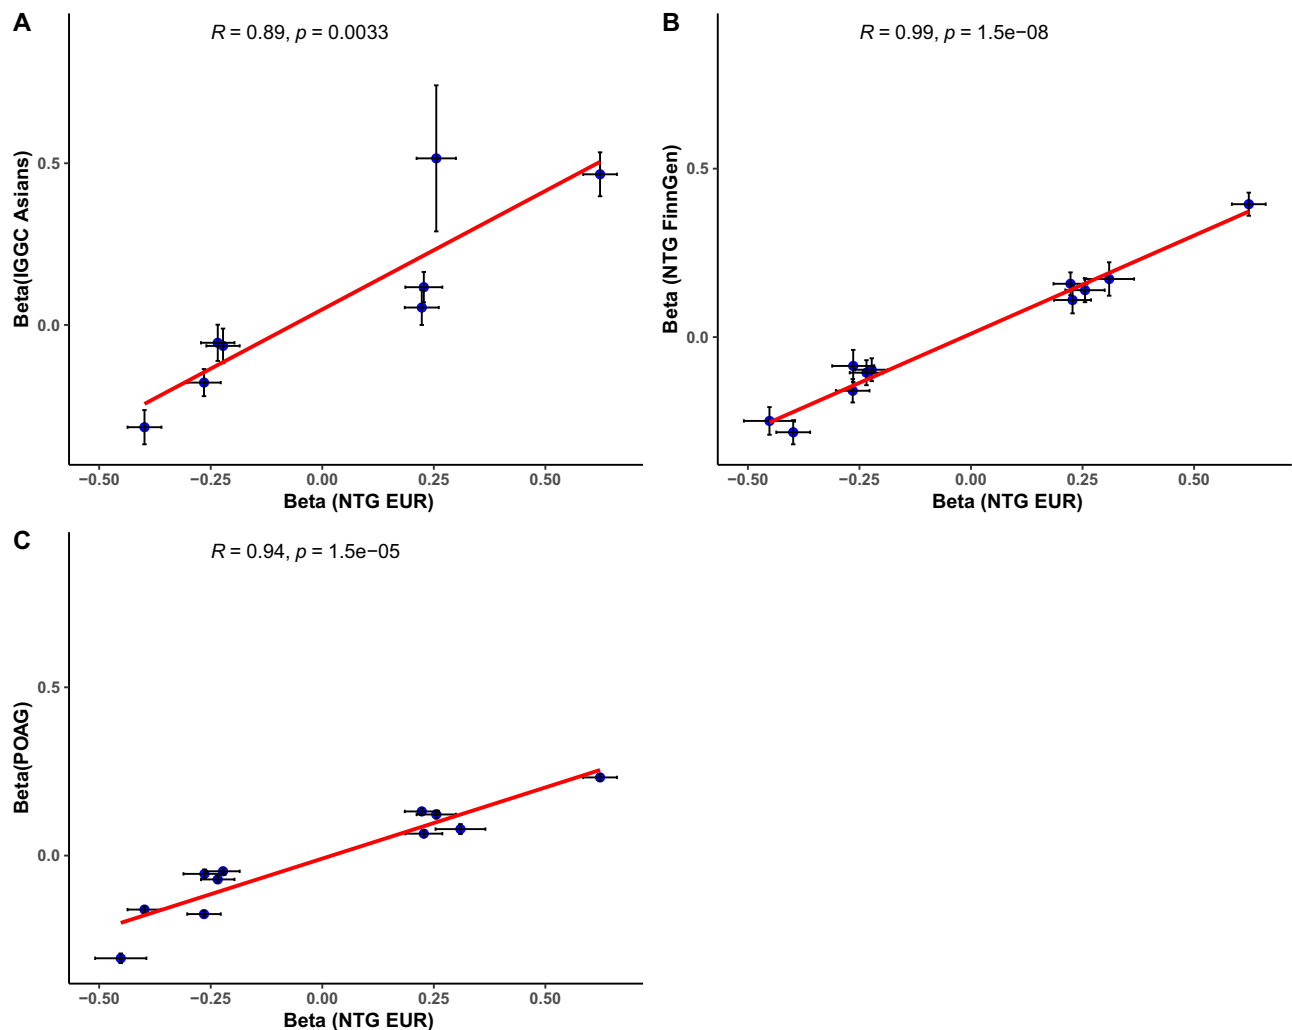 A
R = 0.89, p = 0.0033
Beta(IGGC Asians)
0.5
0.0
−0.50
−0.25
0.00
0.25
0.50
Beta (NTG EUR)
B
R = 0.99, p = 1.5e−08
Beta (NTG FinnGen)
0.5
0.0
−0.50
−0.25
0.00
0.25
0.50
Beta (NTG EUR)
C
R = 0.94, p = 1.5e−05
Beta(POAG)
0.5
0.0
−0.50
−0.25
0.00
0.25
0.50
Beta (NTG EUR)